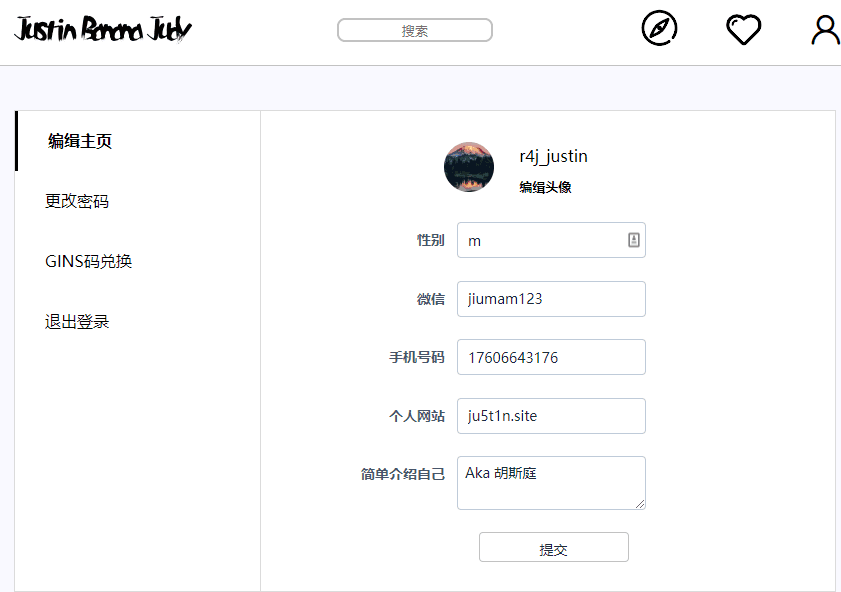 Justin Banana Judy
搜索
编辑主页
更改密码
GINS码兑换
退出登录
r4j_justin
编辑头像
性别 m
微信 jiumam123
手机号码 17606643176
个人网站 ju5t1n.site
简单介绍自己 Aka 胡斯庭
提交